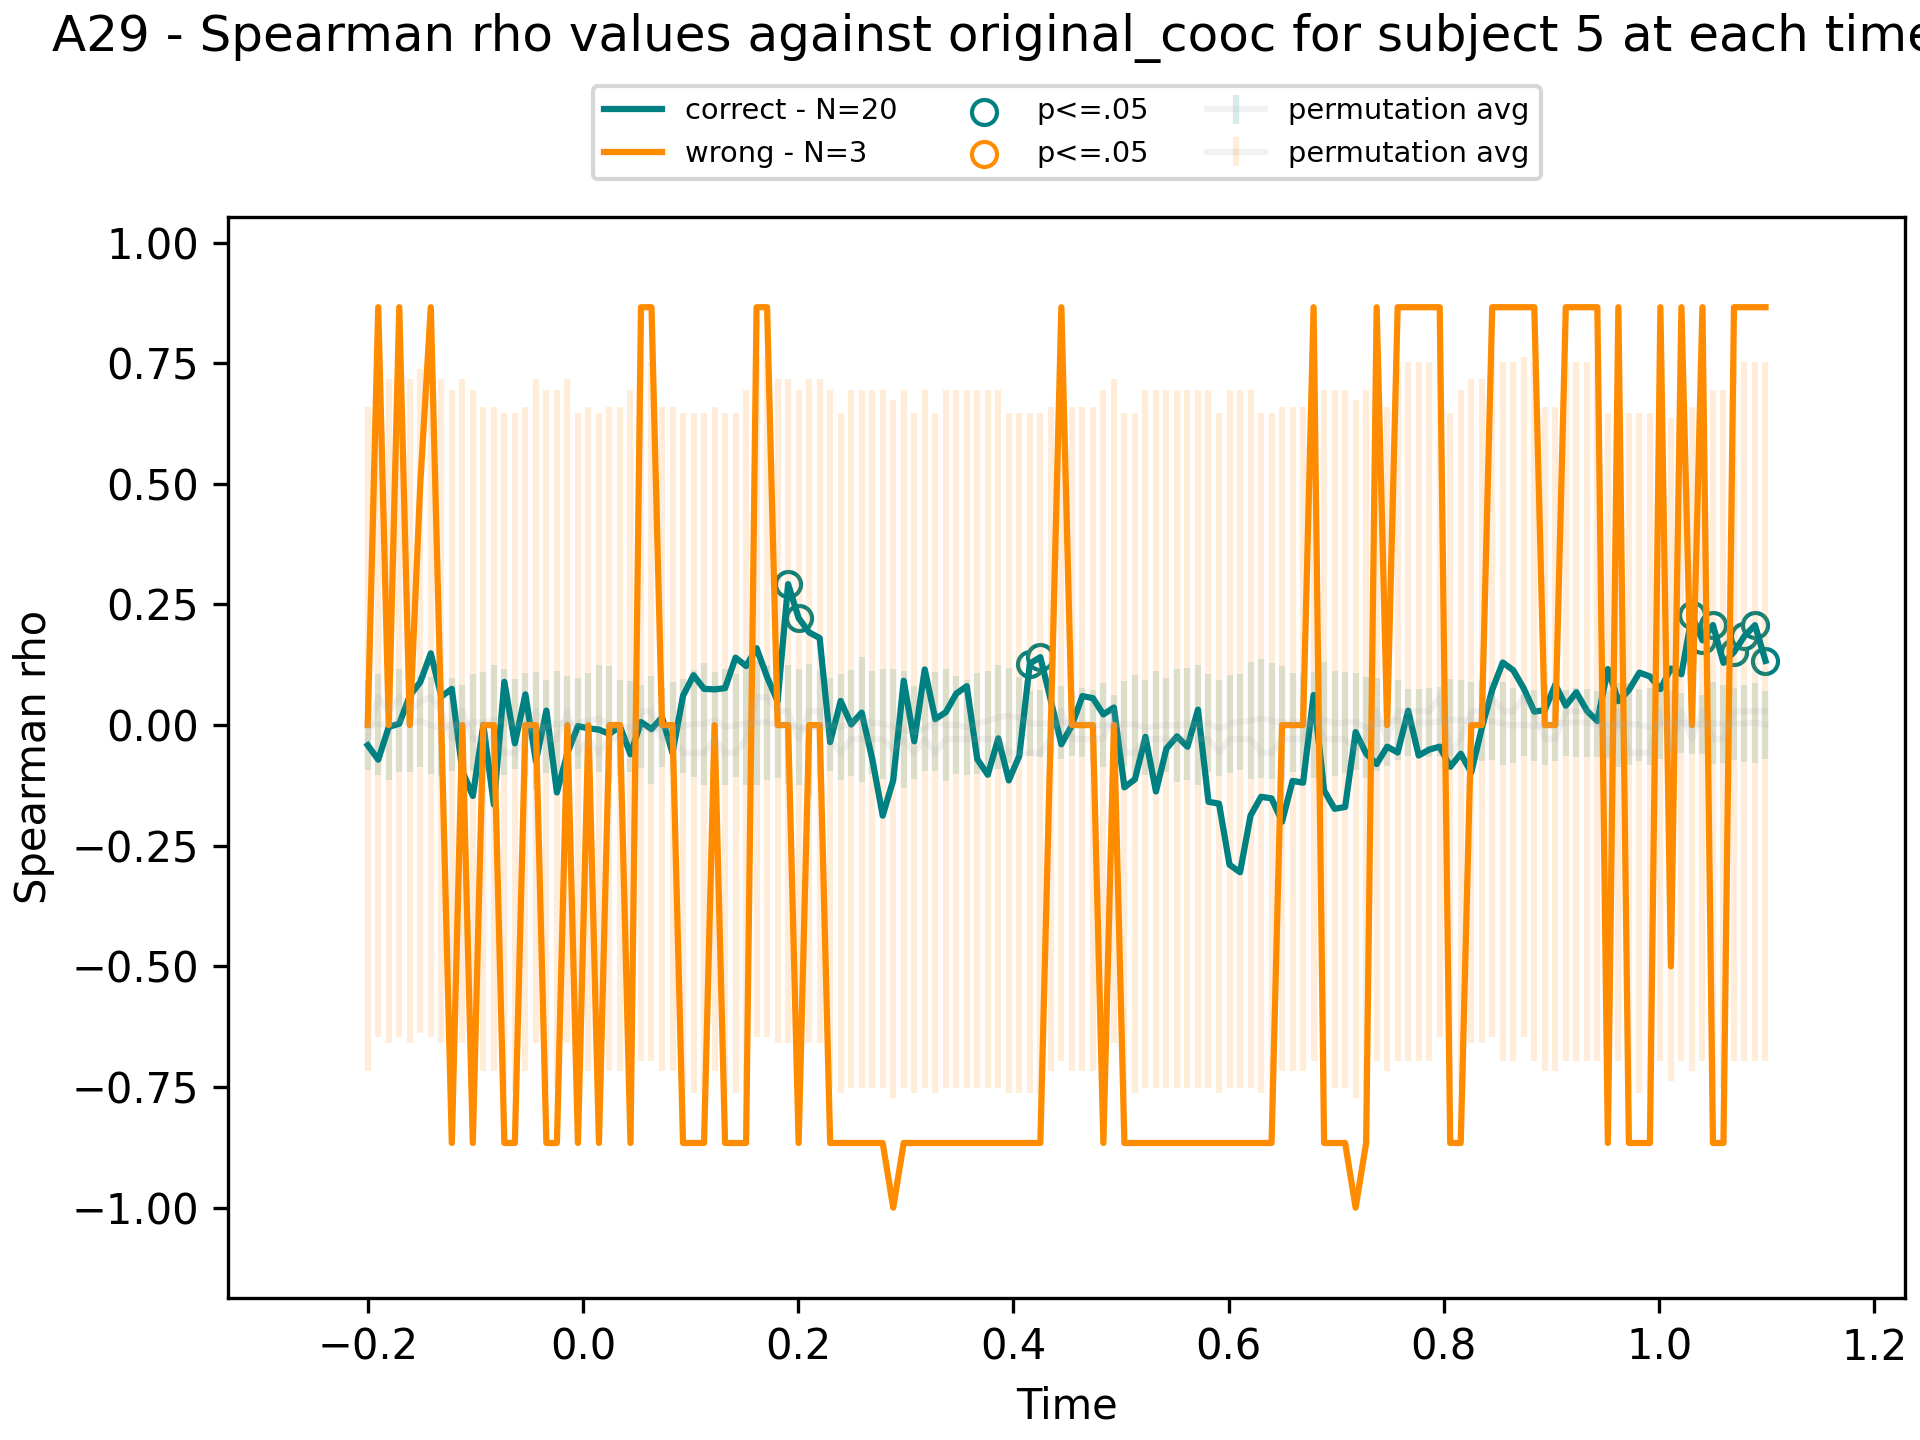 A29 - Spearman rho values against original_cooc for subject 5 at each time
correct - N=20 p<=.05 permutation avg
wrong - N=3 p<=.05 permutation avg
1.00
0.75
0.50
0.25
0.00
−0.25
−0.50
−0.75
−1.00
Spearman rho
−0.2 0.0 0.2 0.4 0.6 0.8 1.0 1.2
Time